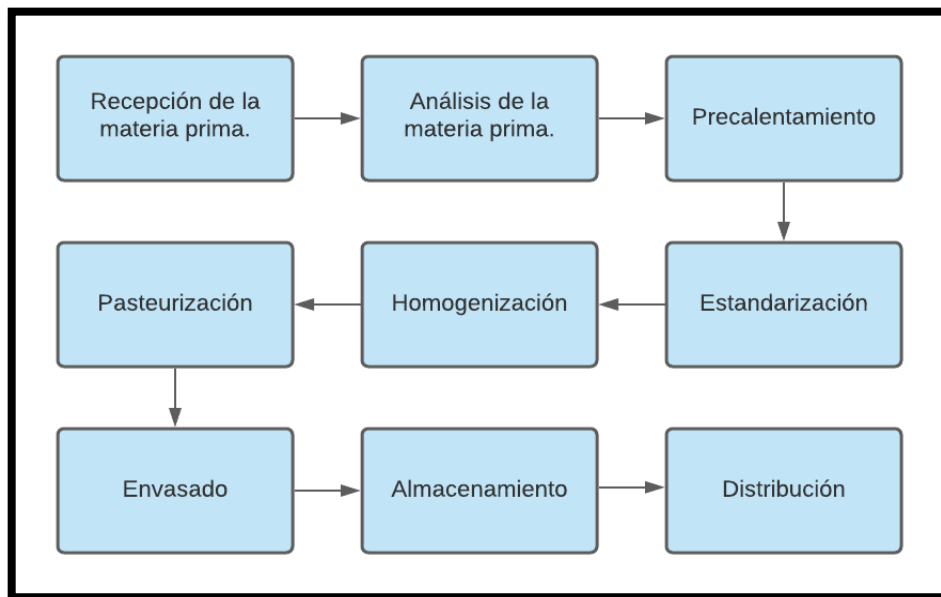 Recepción de la
materia prima.
Análisis de la
materia prima.
Precalentamiento
Estandarización
Homogenización
Pasteurización
Envasado
Almacenamiento
Distribución